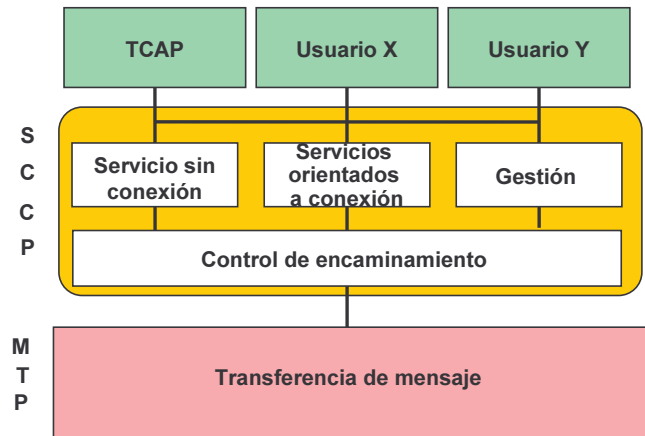 TCAP
Usuario X
Usuario Y
S
C
C
P
Servicio sin
conexión
Servicios
orientados
a conexión
Gestión
Control de encaminamiento
M
T
P
Transferencia de mensaje